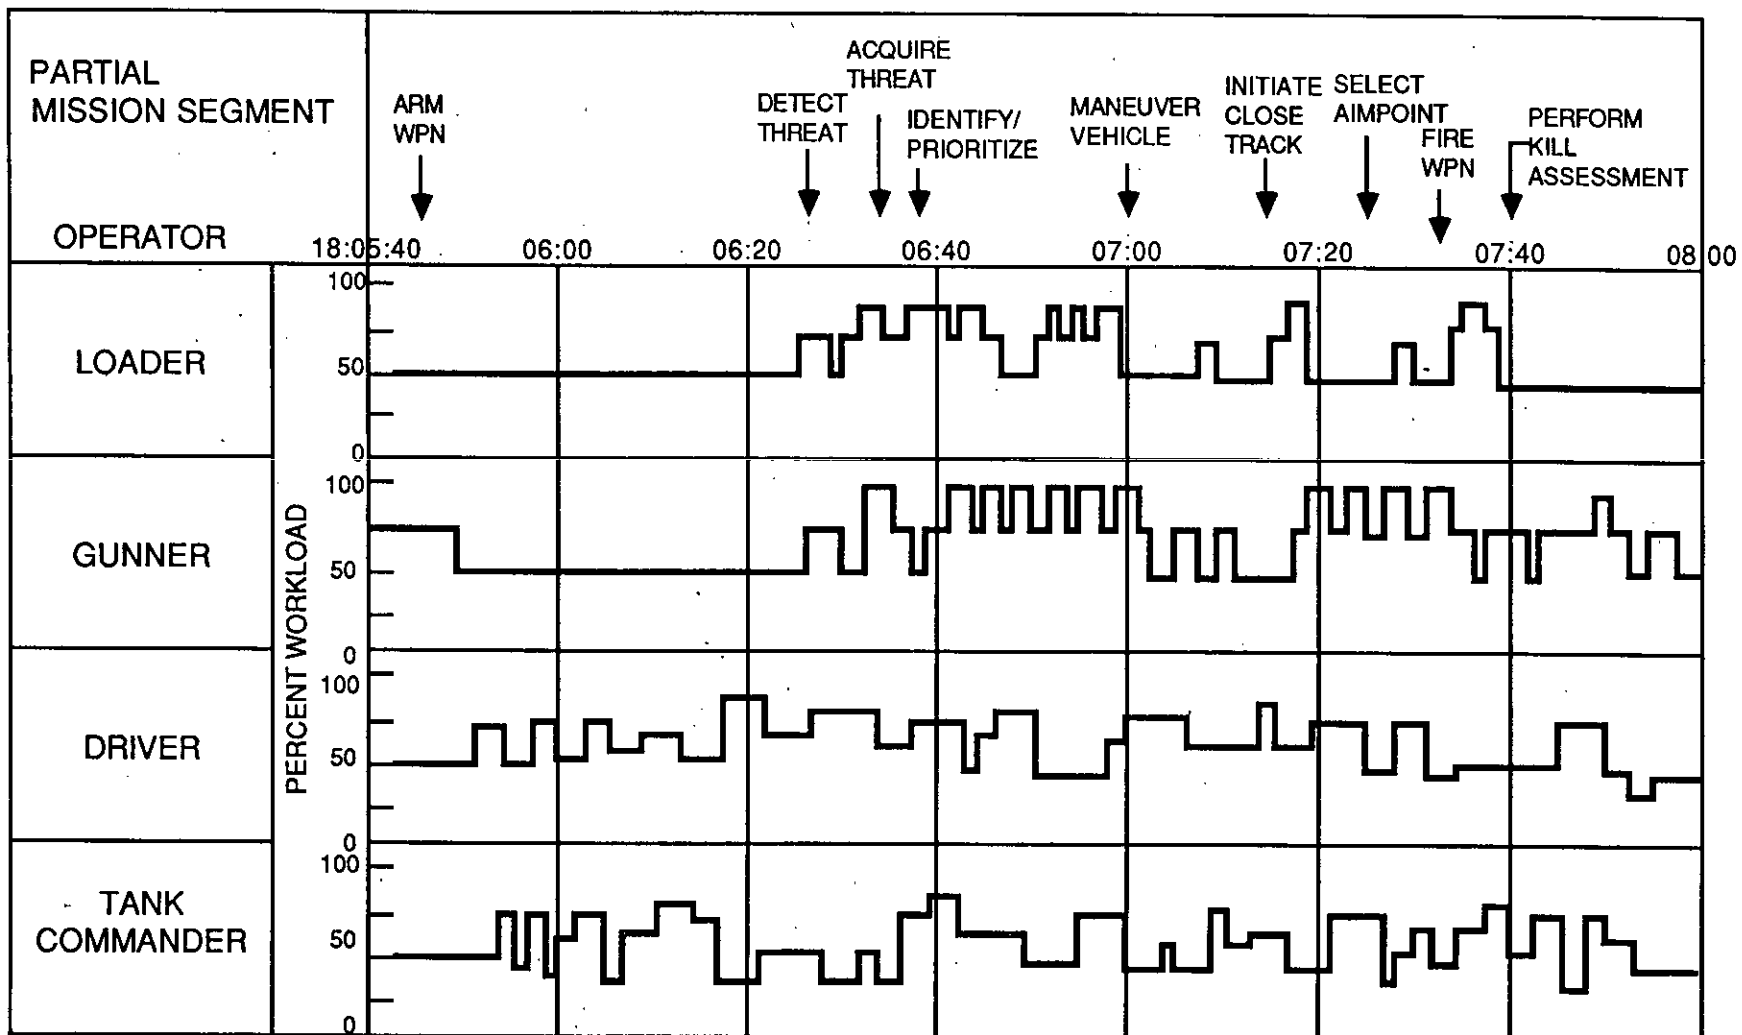 PARTIAL
MISSION SEGMENT
OPERATOR
ARM
WPN
DETECT
THREAT
ACQUIRE
THREAT
IDENTIFY/
PRIORITIZE
MANEUVER
VEHICLE
INITIATE
CLOSE
TRACK
SELECT
AIMPOINT
FIRE
WPN
PERFORM
KILL
ASSESSMENT
18:05:40 06:00 06:20 06:40 07:00 07:20 07:40 08:00
PERCENT WORKLOAD
LOADER
100
50
0
GUNNER
100
50
0
DRIVER
100
50
0
TANK
COMMANDER
100
50
0